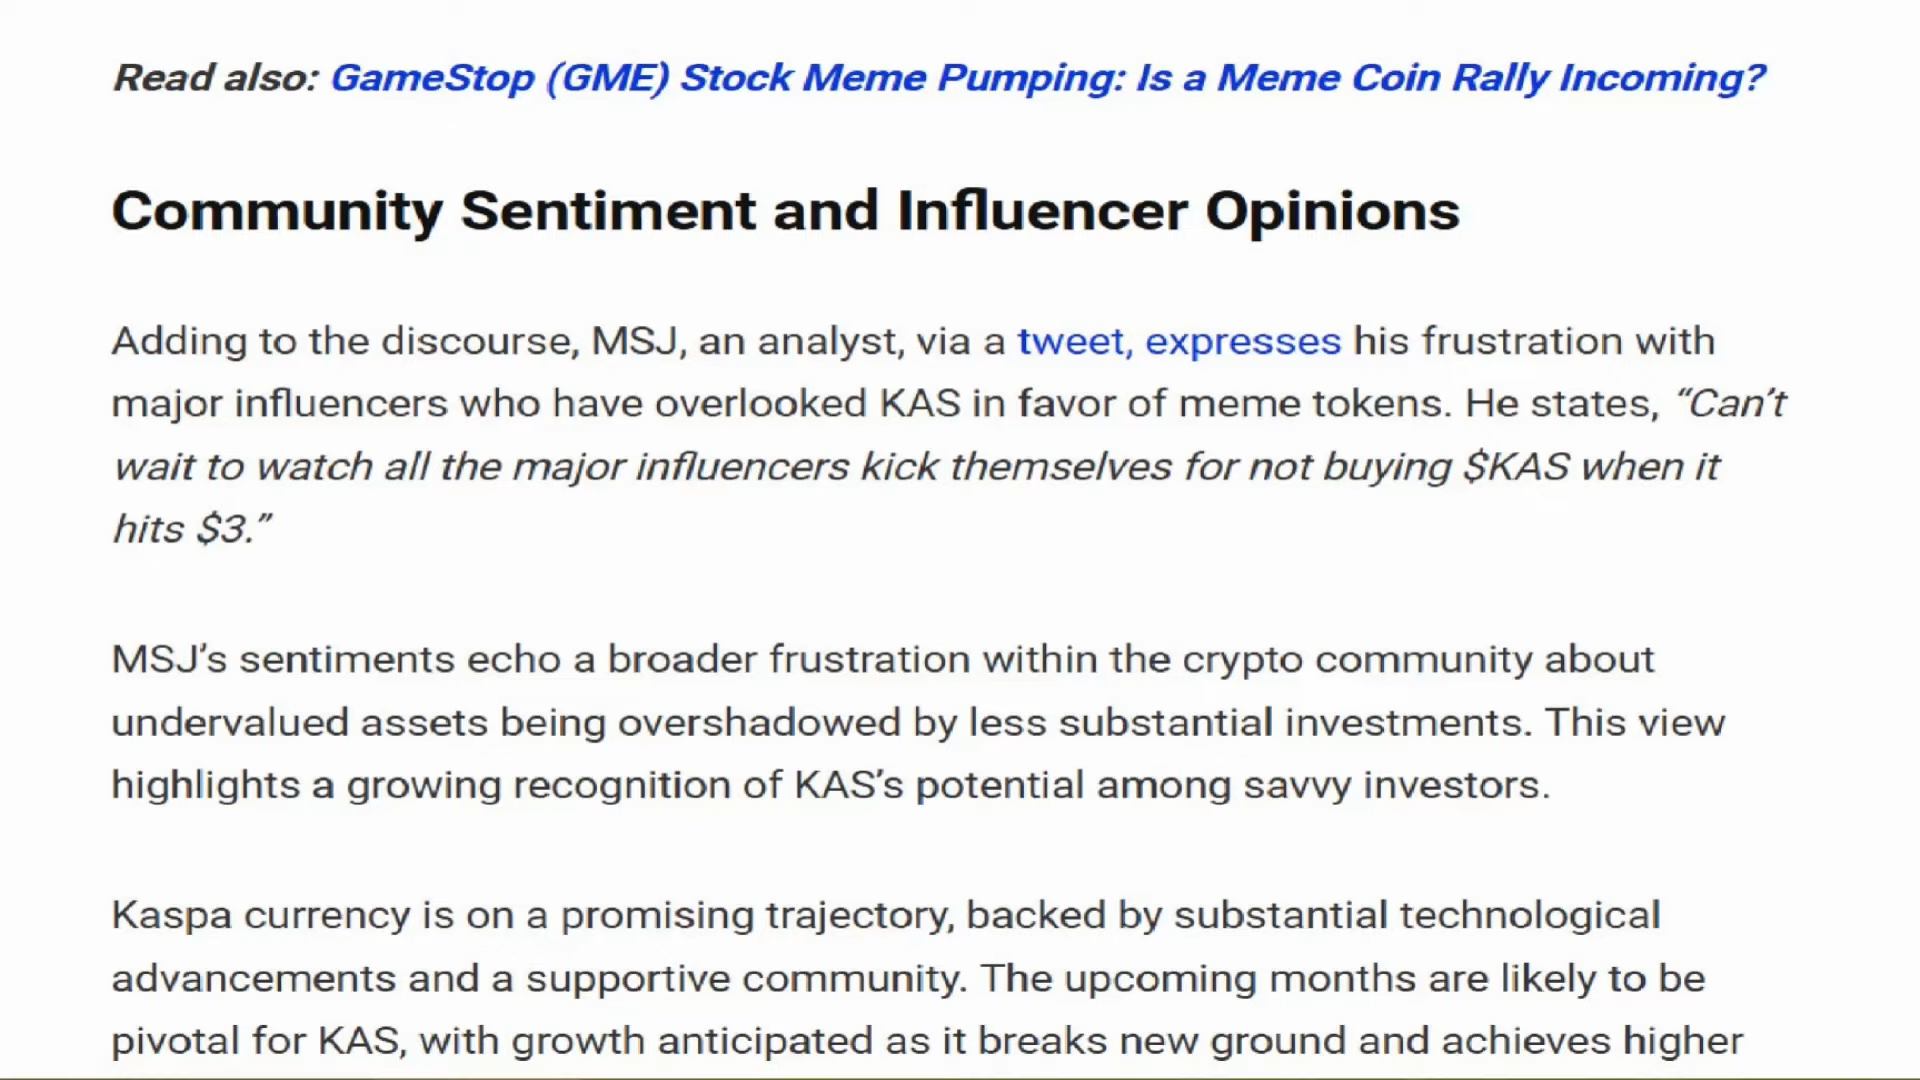 Read also: GameStop (GME) Stock Meme Pumping: Is a Meme Coin Rally Incoming?
Community Sentiment and Influencer Opinions
Adding to the discourse, MSJ, an analyst, via a tweet, expresses his frustration with
major influencers who have overlooked KAS in favor of meme tokens. He states, “Can’t
wait to watch all the major influencers kick themselves for not buying $KAS when it
hits $3.”
MSJ’s sentiments echo a broader frustration within the crypto community about
undervalued assets being overshadowed by less substantial investments. This view
highlights a growing recognition of KAS’s potential among savvy investors.
Kaspa currency is on a promising trajectory, backed by substantial technological
advancements and a supportive community. The upcoming months are likely to be
pivotal for KAS, with growth anticipated as it breaks new ground and achieves higher